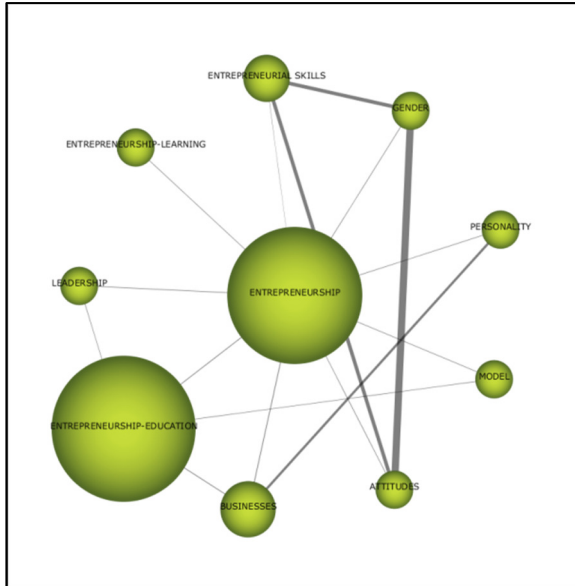 ENTREPRENEURIAL SKILLS
GENDER
ENTREPRENEURSHIP-LEARNING
PERSONALITY
LEADERSHIP
ENTREPRENEURSHIP
MODEL
ENTREPRENEURSHIP-EDUCATION
ATTITUDES
BUSINESSES